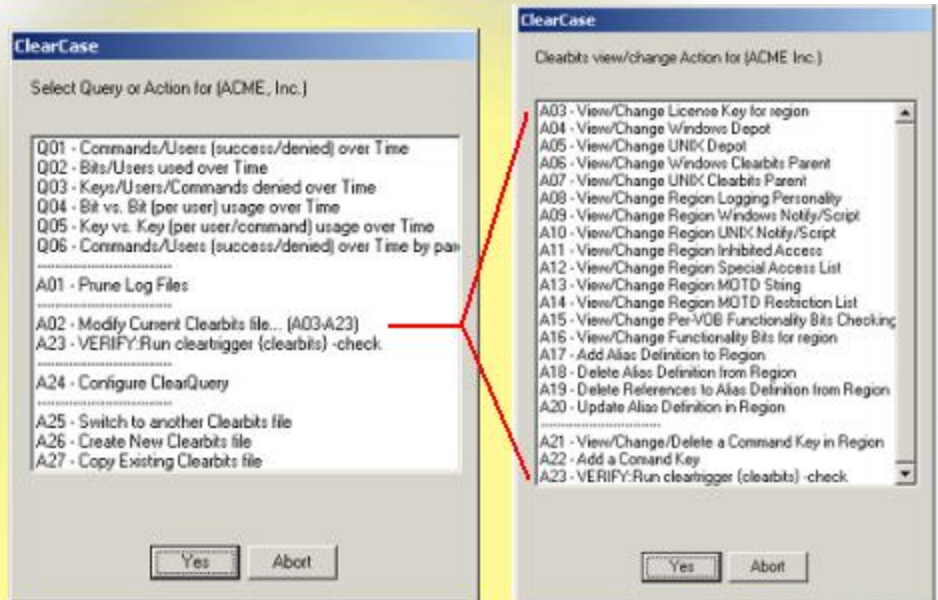 ClearCase
Select Query or Action for (ACME, Inc.)
Q01 - Commands/Users (success/denied) over Time
Q02 - Bits/Users used over Time
Q03 - Keys/Users/Commands denied over Time
Q04 - Bit vs. Bit (per user) usage over Time
Q05 - Key vs. Key (per user/command) usage over Time
Q06 - Commands/Users (success/denied) over Time by
A01 - Prune Log Files
A02 - Modify Current Clearbits file... (A03-A23)
A23 - VERIFY:Run cleartrigger {clearbits} -check
A24 - Configure ClearQuery
A25 - Switch to another Clearbits file
A26 - Create New Clearbits file
A27 - Copy Existing Clearbits file
Yes
Abort
ClearCase
Clearbits view/change Action for (ACME Inc.)
A03 - View/Change License Key for region
A04 - View/Change Windows Depot
A05 - View/Change UNIX Depot
A06 - View/Change Windows Clearbits Parent
A07 - View/Change UNIX Clearbits Parent
A08 - View/Change Region Logging Personality
A09 - View/Change Region Windows Notify/Script
A10 - View/Change Region UNIX Notify/Script
A11 - View/Change Region Inhibited Access
A12 - View/Change Region Special Access List
A13 - View/Change Region MOTD String
A14 - View/Change Region MOTD Restriction List
A15 - View/Change Per-VOB Functionality Bits Checking
A16 - View/Change Functionality Bits for region
A17 - Add Alias Definition to Region
A18 - Delete Alias Definition from Region
A19 - Delete References to Alias Definition from Region
A20 - Update Alias Definition in Region
A21 - View/Change/Delete a Command Key in Region
A22 - Add a Comand Key
A23 - VERIFY:Run cleartrigger {clearbits} -check
Yes
Abort